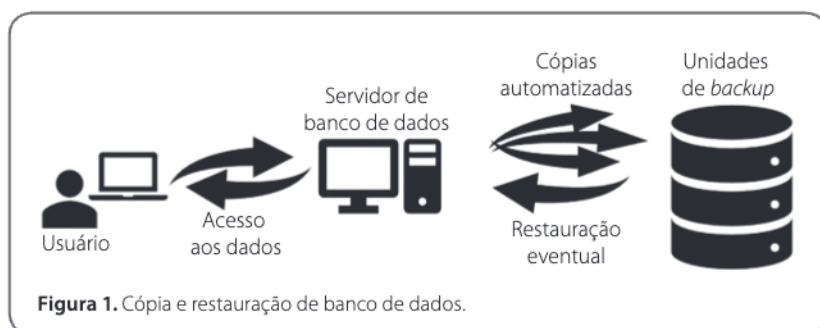 Usuário
Acesso
aos dados
Servidor de
banco de dados
Cópias
automatizadas
Restauração
eventual
Unidades
de backup
Figura 1. Cópia e restauração de banco de dados.